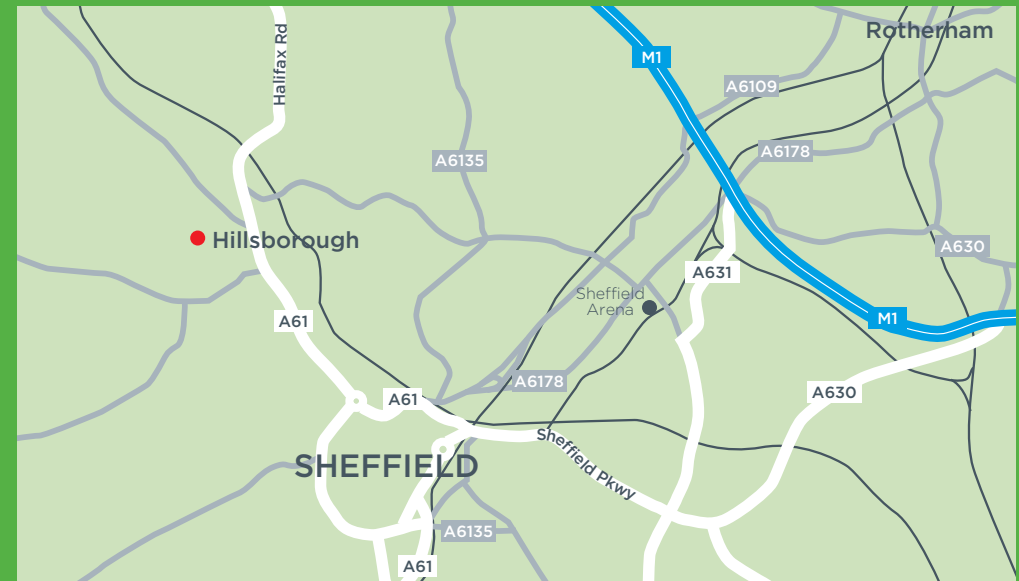 Rotherham
Halifax Rd
M1
A6109
A6135
A6178
Hillsborough
A630
A631
Sheffield
Arena
A61
M1
A6178
A61
A630
Sheffield Pkwy
SHEFFIELD
A6135
A61